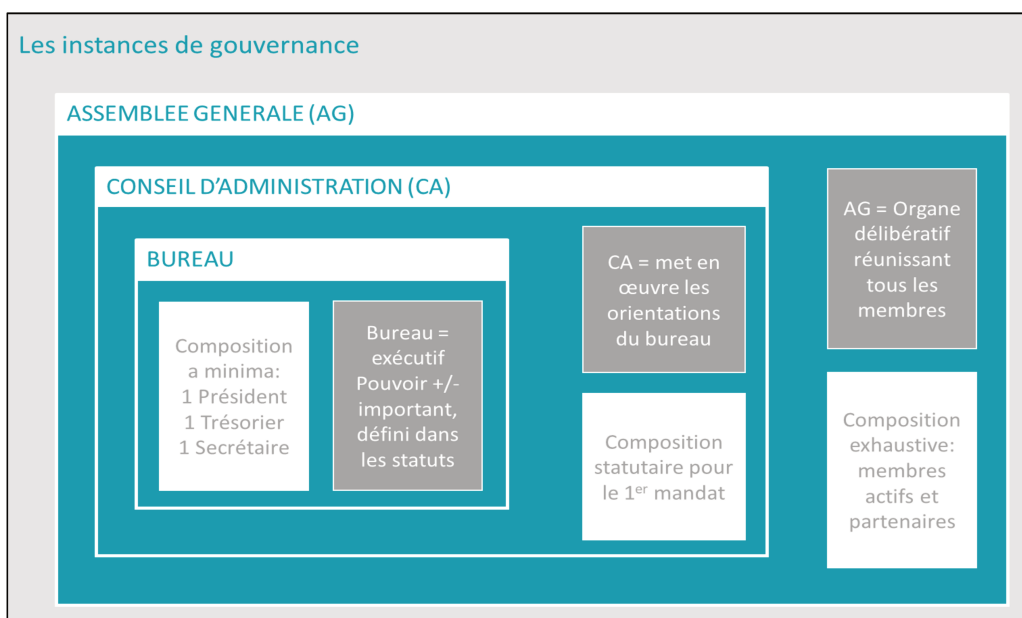 Les instances de gouvernance
ASSEMBLEE GENERALE (AG)
CONSEIL D'ADMINISTRATION (CA)
BUREAU
Composition
a minima:
1 Président
1 Trésorier
1 Secrétaire
Bureau =
exécutif
Pouvoir +/-
important,
défini dans
les statuts
CA = met en
œuvre les
orientations
du bureau
Composition
statutaire pour
le 1er mandat
AG = Organe
délibératif
réunissant
tous les
membres
Composition
exhaustive:
membres
actifs et
partenaires